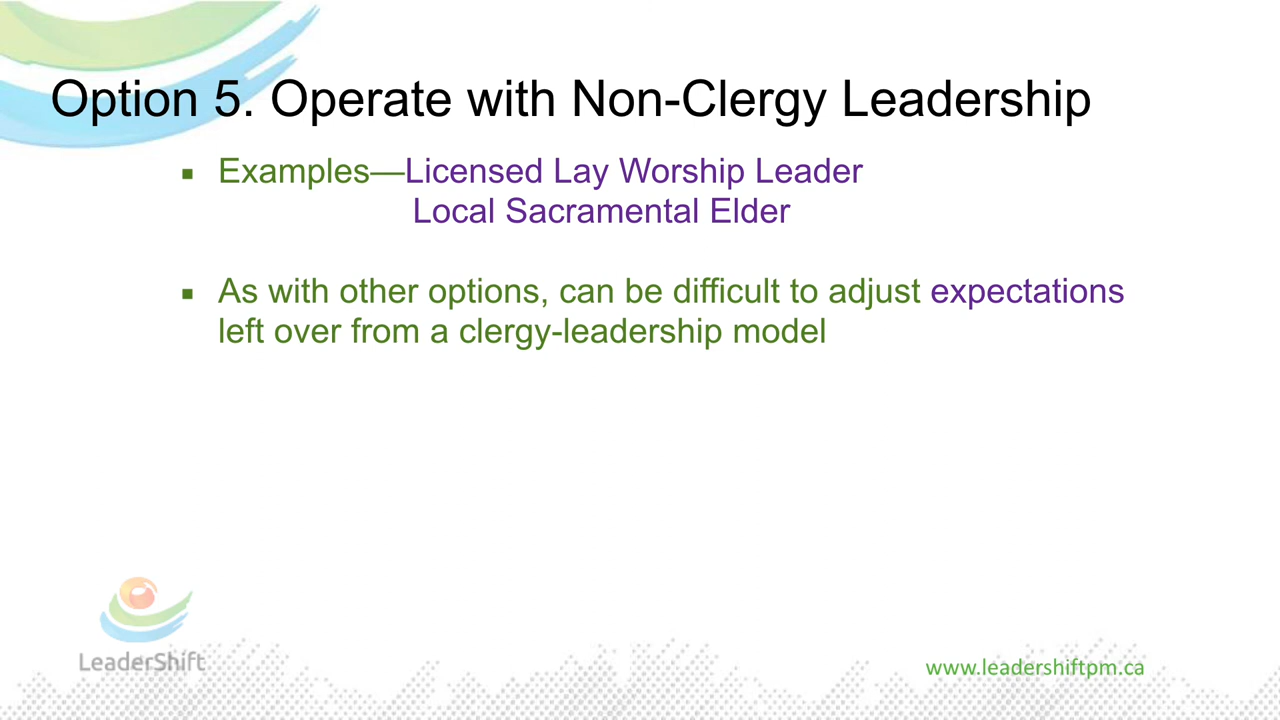 Option 5. Operate with Non-Clergy Leadership
▪ Examples—Licensed Lay Worship Leader
Local Sacramental Elder
▪ As with other options, can be difficult to adjust expectations
left over from a clergy-leadership model
LeaderShift
www.leadershiftpm.ca